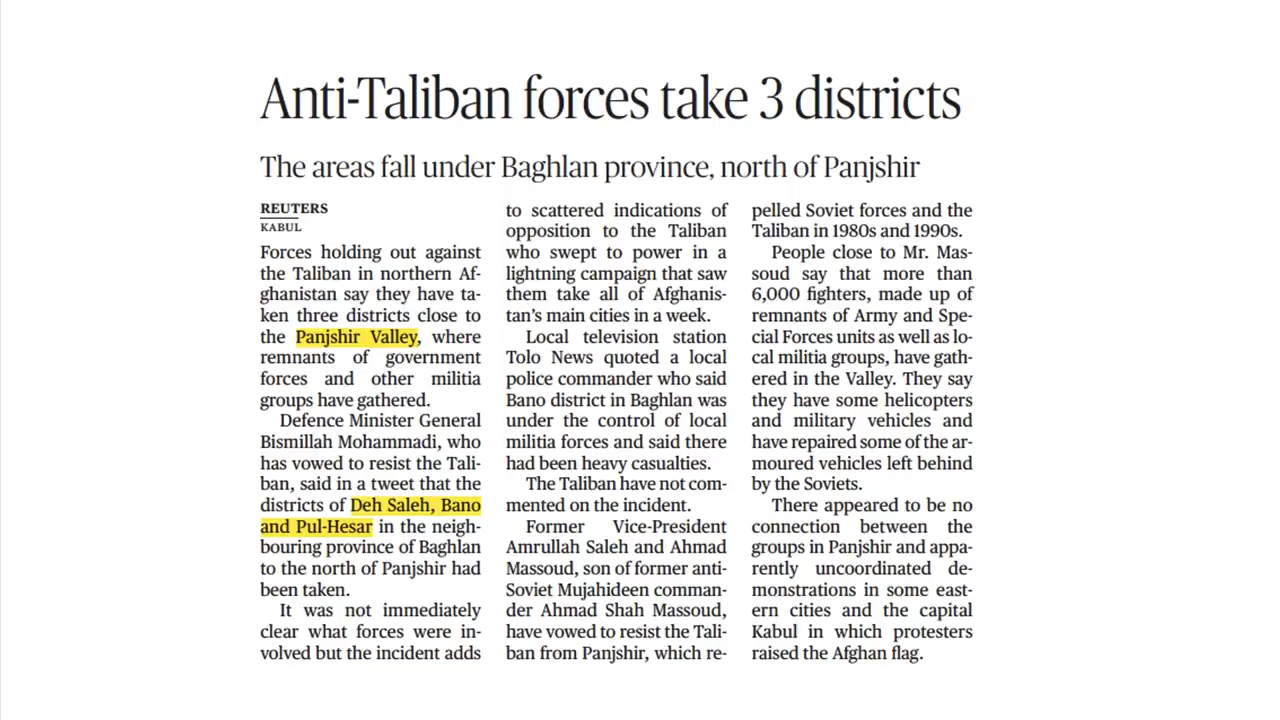 Anti-Taliban forces take 3 districts
The areas fall under Baghlan province, north of Panjshir
REUTERS
KABUL
Forces holding out against
the Taliban in northern Af-
ghanistan say they have ta-
ken three districts close to
the Panjshir Valley, where
remnants of government
forces and other militia
groups have gathered.
Defence Minister General
Bismillah Mohammadi, who
has vowed to resist the Tali-
ban, said in a tweet that the
districts of Deh Saleh, Bano
and Pul-Hesar in the neigh-
bouring province of Baghlan
to the north of Panjshir had
been taken.
It was not immediately
clear what forces were in-
volved but the incident adds
to scattered indications of
opposition to the Taliban
who swept to power in a
lightning campaign that saw
them take all of Afghanis-
tan's main cities in a week.
Local television station
Tolo News quoted a local
police commander who said
Bano district in Baghlan was
under the control of local
militia forces and said there
had been heavy casualties.
The Taliban have not com-
mented on the incident.
Former Vice-President
Amrullah Saleh and Ahmad
Massoud, son of former anti-
Soviet Mujahideen comman-
der Ahmad Shah Massoud,
have vowed to resist the Tali-
ban from Panjshir, which re-
pelled Soviet forces and the
Taliban in 1980s and 1990s.
People close to Mr. Mas-
soud say that more than
6,000 fighters, made up of
remnants of Army and Spe-
cial Forces units as well as lo-
cal militia groups, have gath-
ered in the Valley. They say
they have some helicopters
and military vehicles and
have repaired some of the ar-
moured vehicles left behind
by the Soviets.
There appeared to be no
connection between the
groups in Panjshir and appa-
rently uncoordinated de-
monstrations in some east-
ern cities and the capital
Kabul in which protesters
raised the Afghan flag.